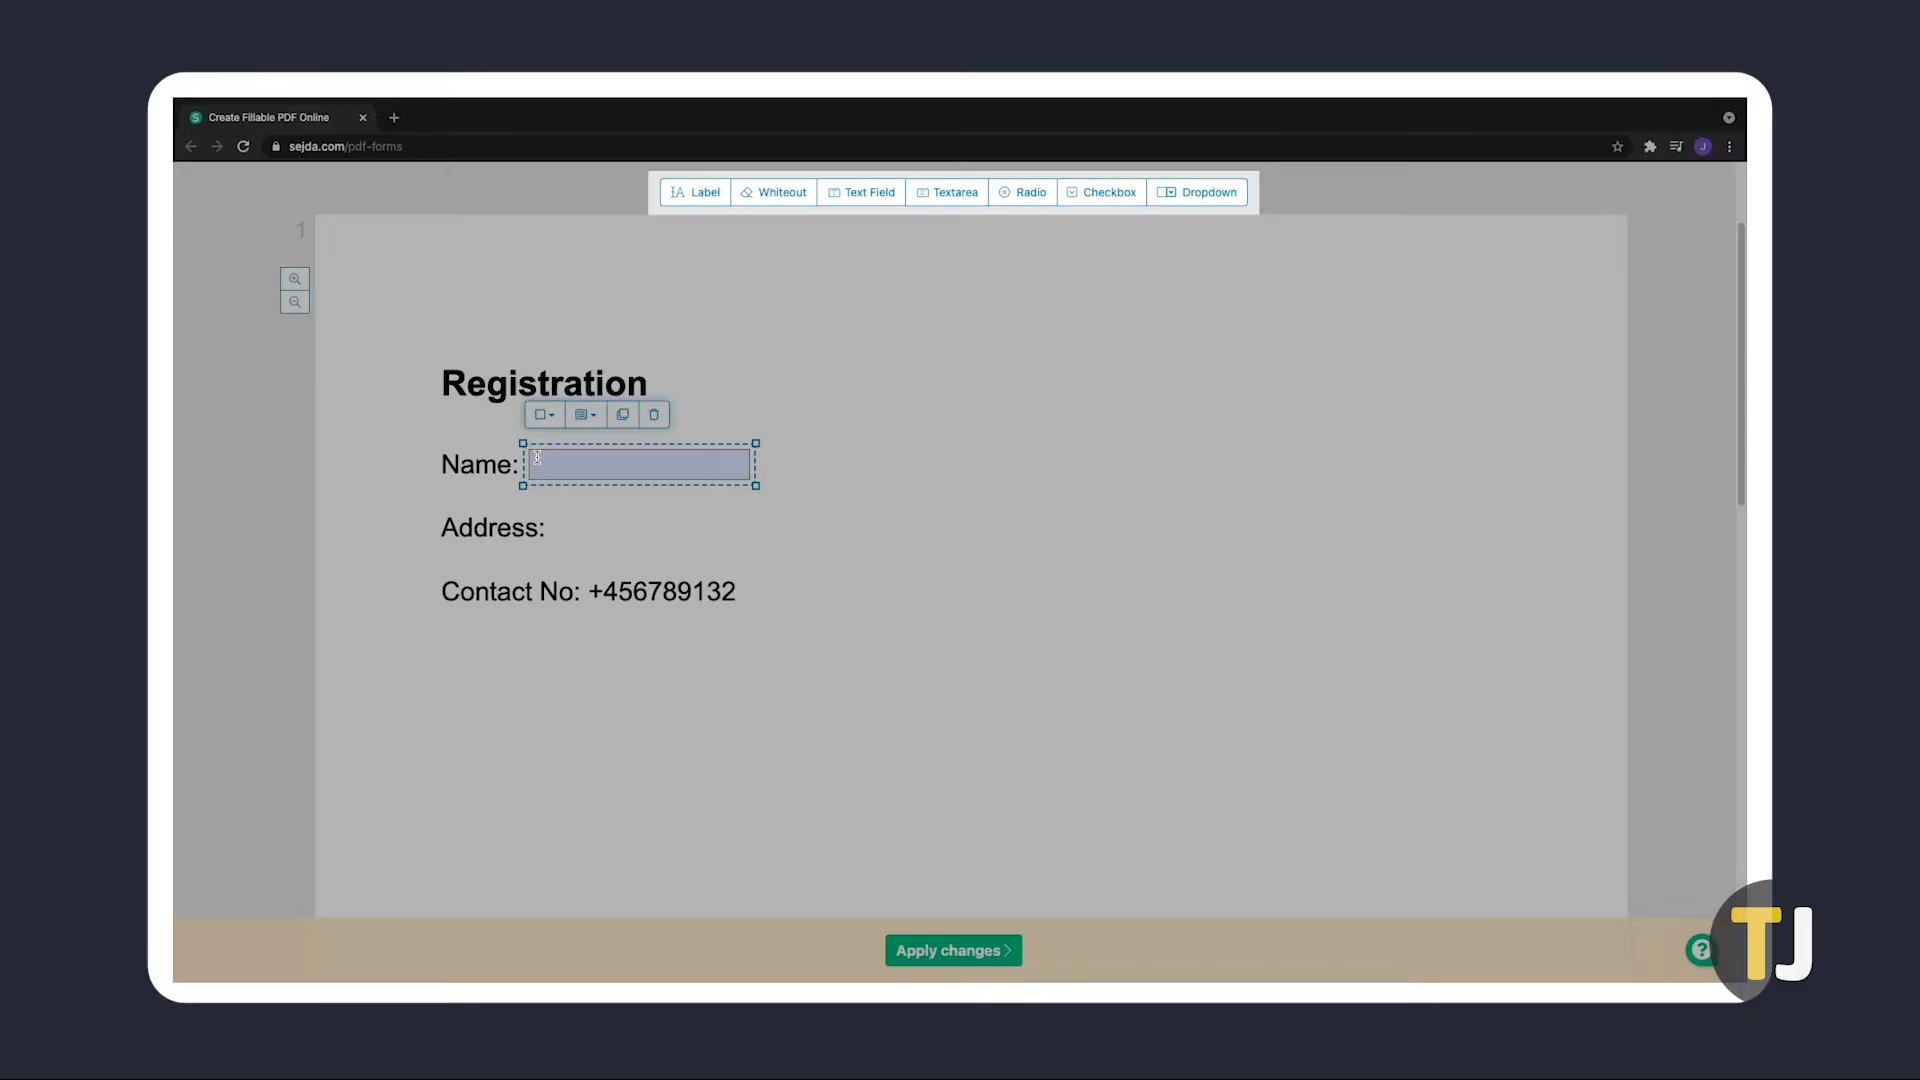 Create Fillable PDF Online
sejda.com/pdf-forms
J
Label Whiteout Text Field Textarea Radio Checkbox Dropdown
1
Registration
Name:
Address:
Contact No: +456789132
Apply changes
?
TJ